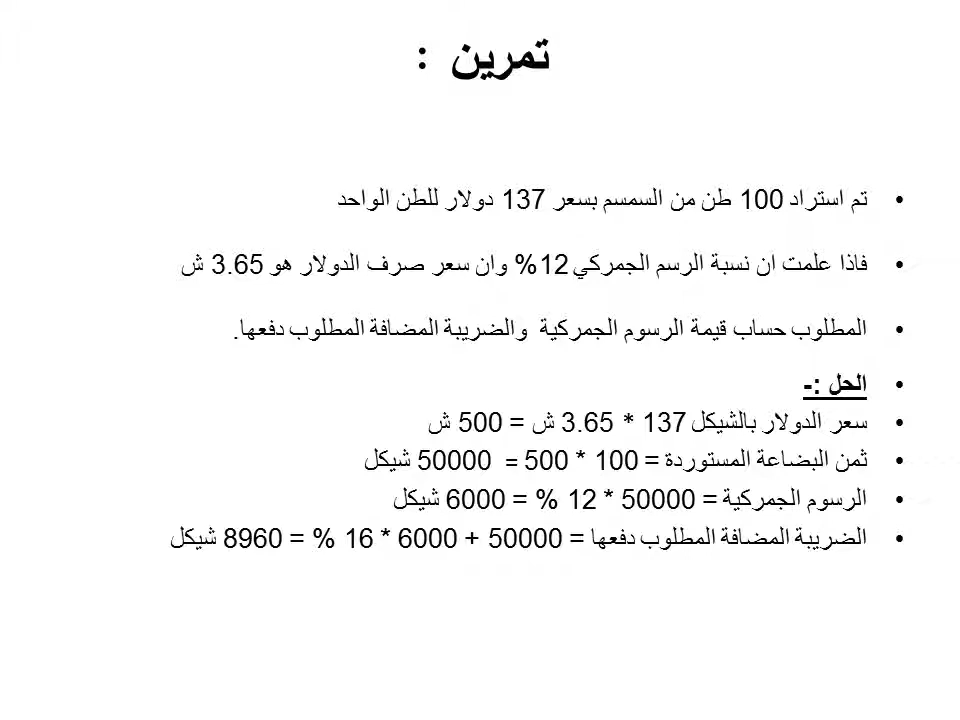 تمرين :
• تم استراد 100 طن من السمسم بسعر 137 دولار للطن الواحد
• فاذا علمت ان نسبة الرسم الجمركي 12% وان سعر صرف الدولار هو 3.65 ش
• المطلوب حساب قيمة الرسوم الجمركية والضريبة المضافة المطلوب دفعها.
• الحل :-
• سعر الدولار بالشيكل 137 * 3.65 ش = 500 ش
• ثمن البضاعة المستوردة = 100 * 500 = 50000 شيكل
• الرسوم الجمركية = 50000 * 12 % = 6000 شيكل
• الضريبة المضافة المطلوب دفعها = 50000 + 6000 * 16 % = 8960 شيكل